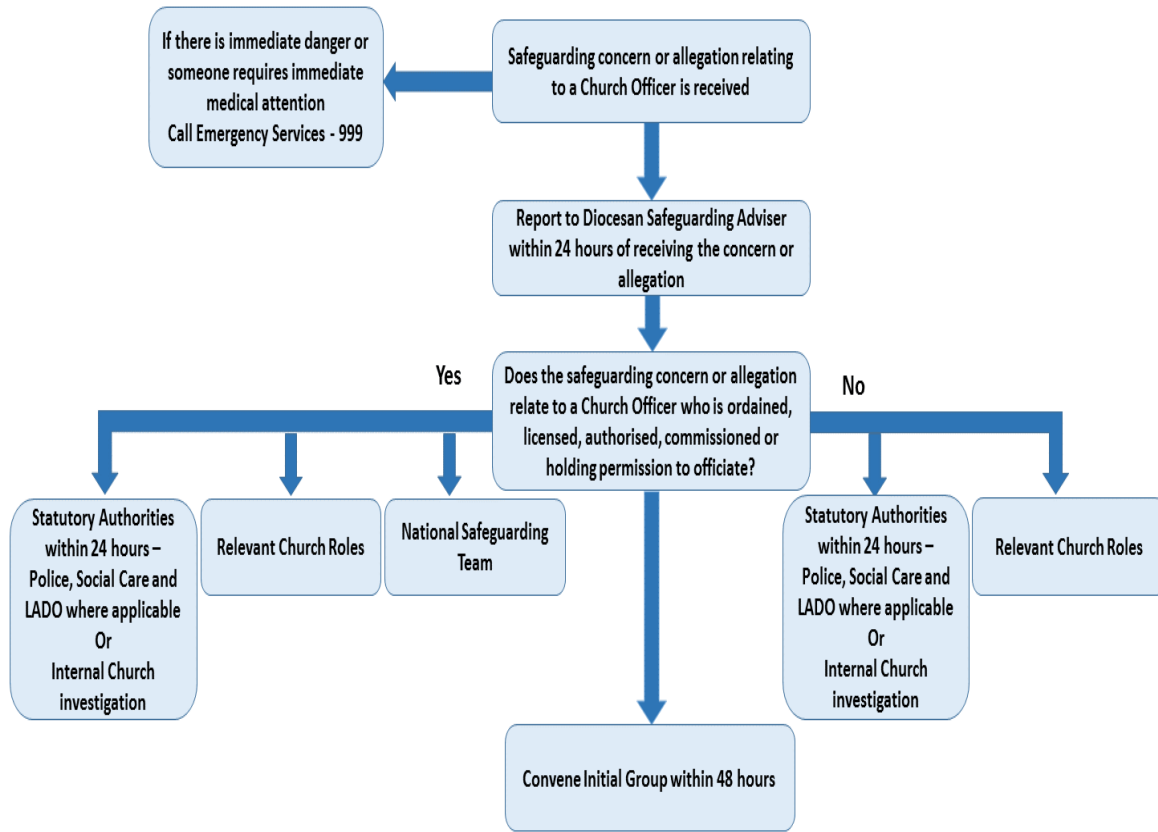 If there is immediate danger or
someone requires immediate
medical attention
Call Emergency Services - 999
Safeguarding concern or allegation relating
to a Church Officer is received
Report to Diocesan Safeguarding Adviser
within 24 hours of receiving the concern or
allegation
Yes
Does the safeguarding concern or allegation
relate to a Church Officer who is ordained,
licensed, authorised, commissioned or
holding permission to officiate?
No
Statutory Authorities
within 24 hours –
Police, Social Care and
LADO where applicable
Or
Internal Church
investigation
Relevant Church Roles
National Safeguarding
Team
Statutory Authorities
within 24 hours –
Police, Social Care and
LADO where applicable
Or
Internal Church
investigation
Relevant Church Roles
Convene Initial Group within 48 hours